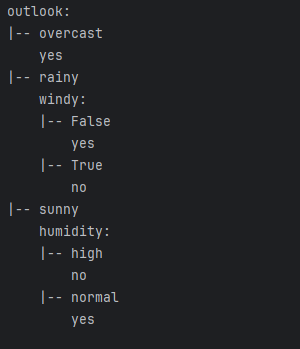 outlook:
|-- overcast
    yes
|-- rainy
    windy:
    |-- False
        yes
    |-- True
        no
|-- sunny
    humidity:
    |-- high
        no
    |-- normal
        yes